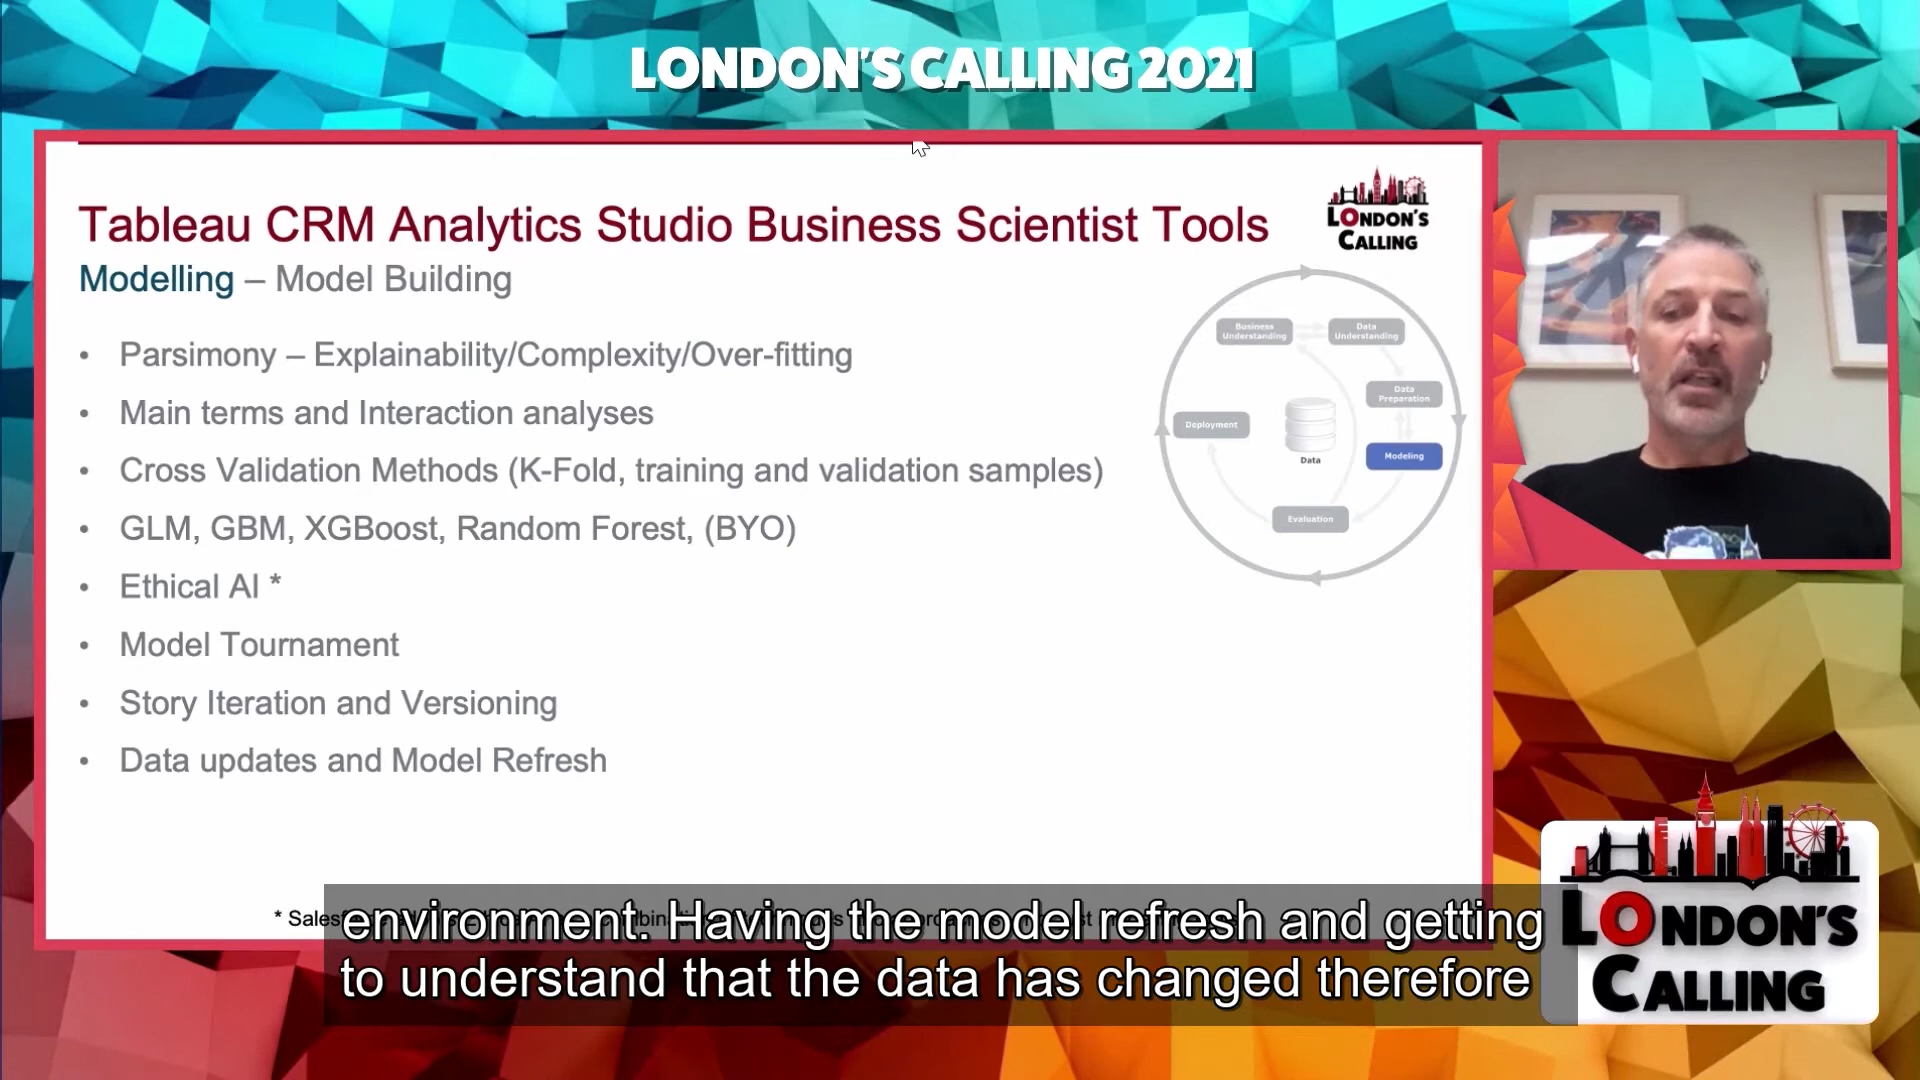 LONDON'S CALLING 2021
Tableau CRM Analytics Studio Business Scientist Tools
LONDON'S
CALLING
Modelling – Model Building
• Parsimony – Explainability/Complexity/Over-fitting
• Main terms and Interaction analyses
• Cross Validation Methods (K-Fold, training and validation samples)
• GLM, GBM, XGBoost, Random Forest, (BYO)
• Ethical AI *
• Model Tournament
• Story Iteration and Versioning
• Data updates and Model Refresh
Business
Understanding
Data
Understanding
Data
Preparation
Deployment
Data
Modeling
Evaluation
environment. Having the model refresh and getting
to understand that the data has changed therefore
LONDON'S
CALLING